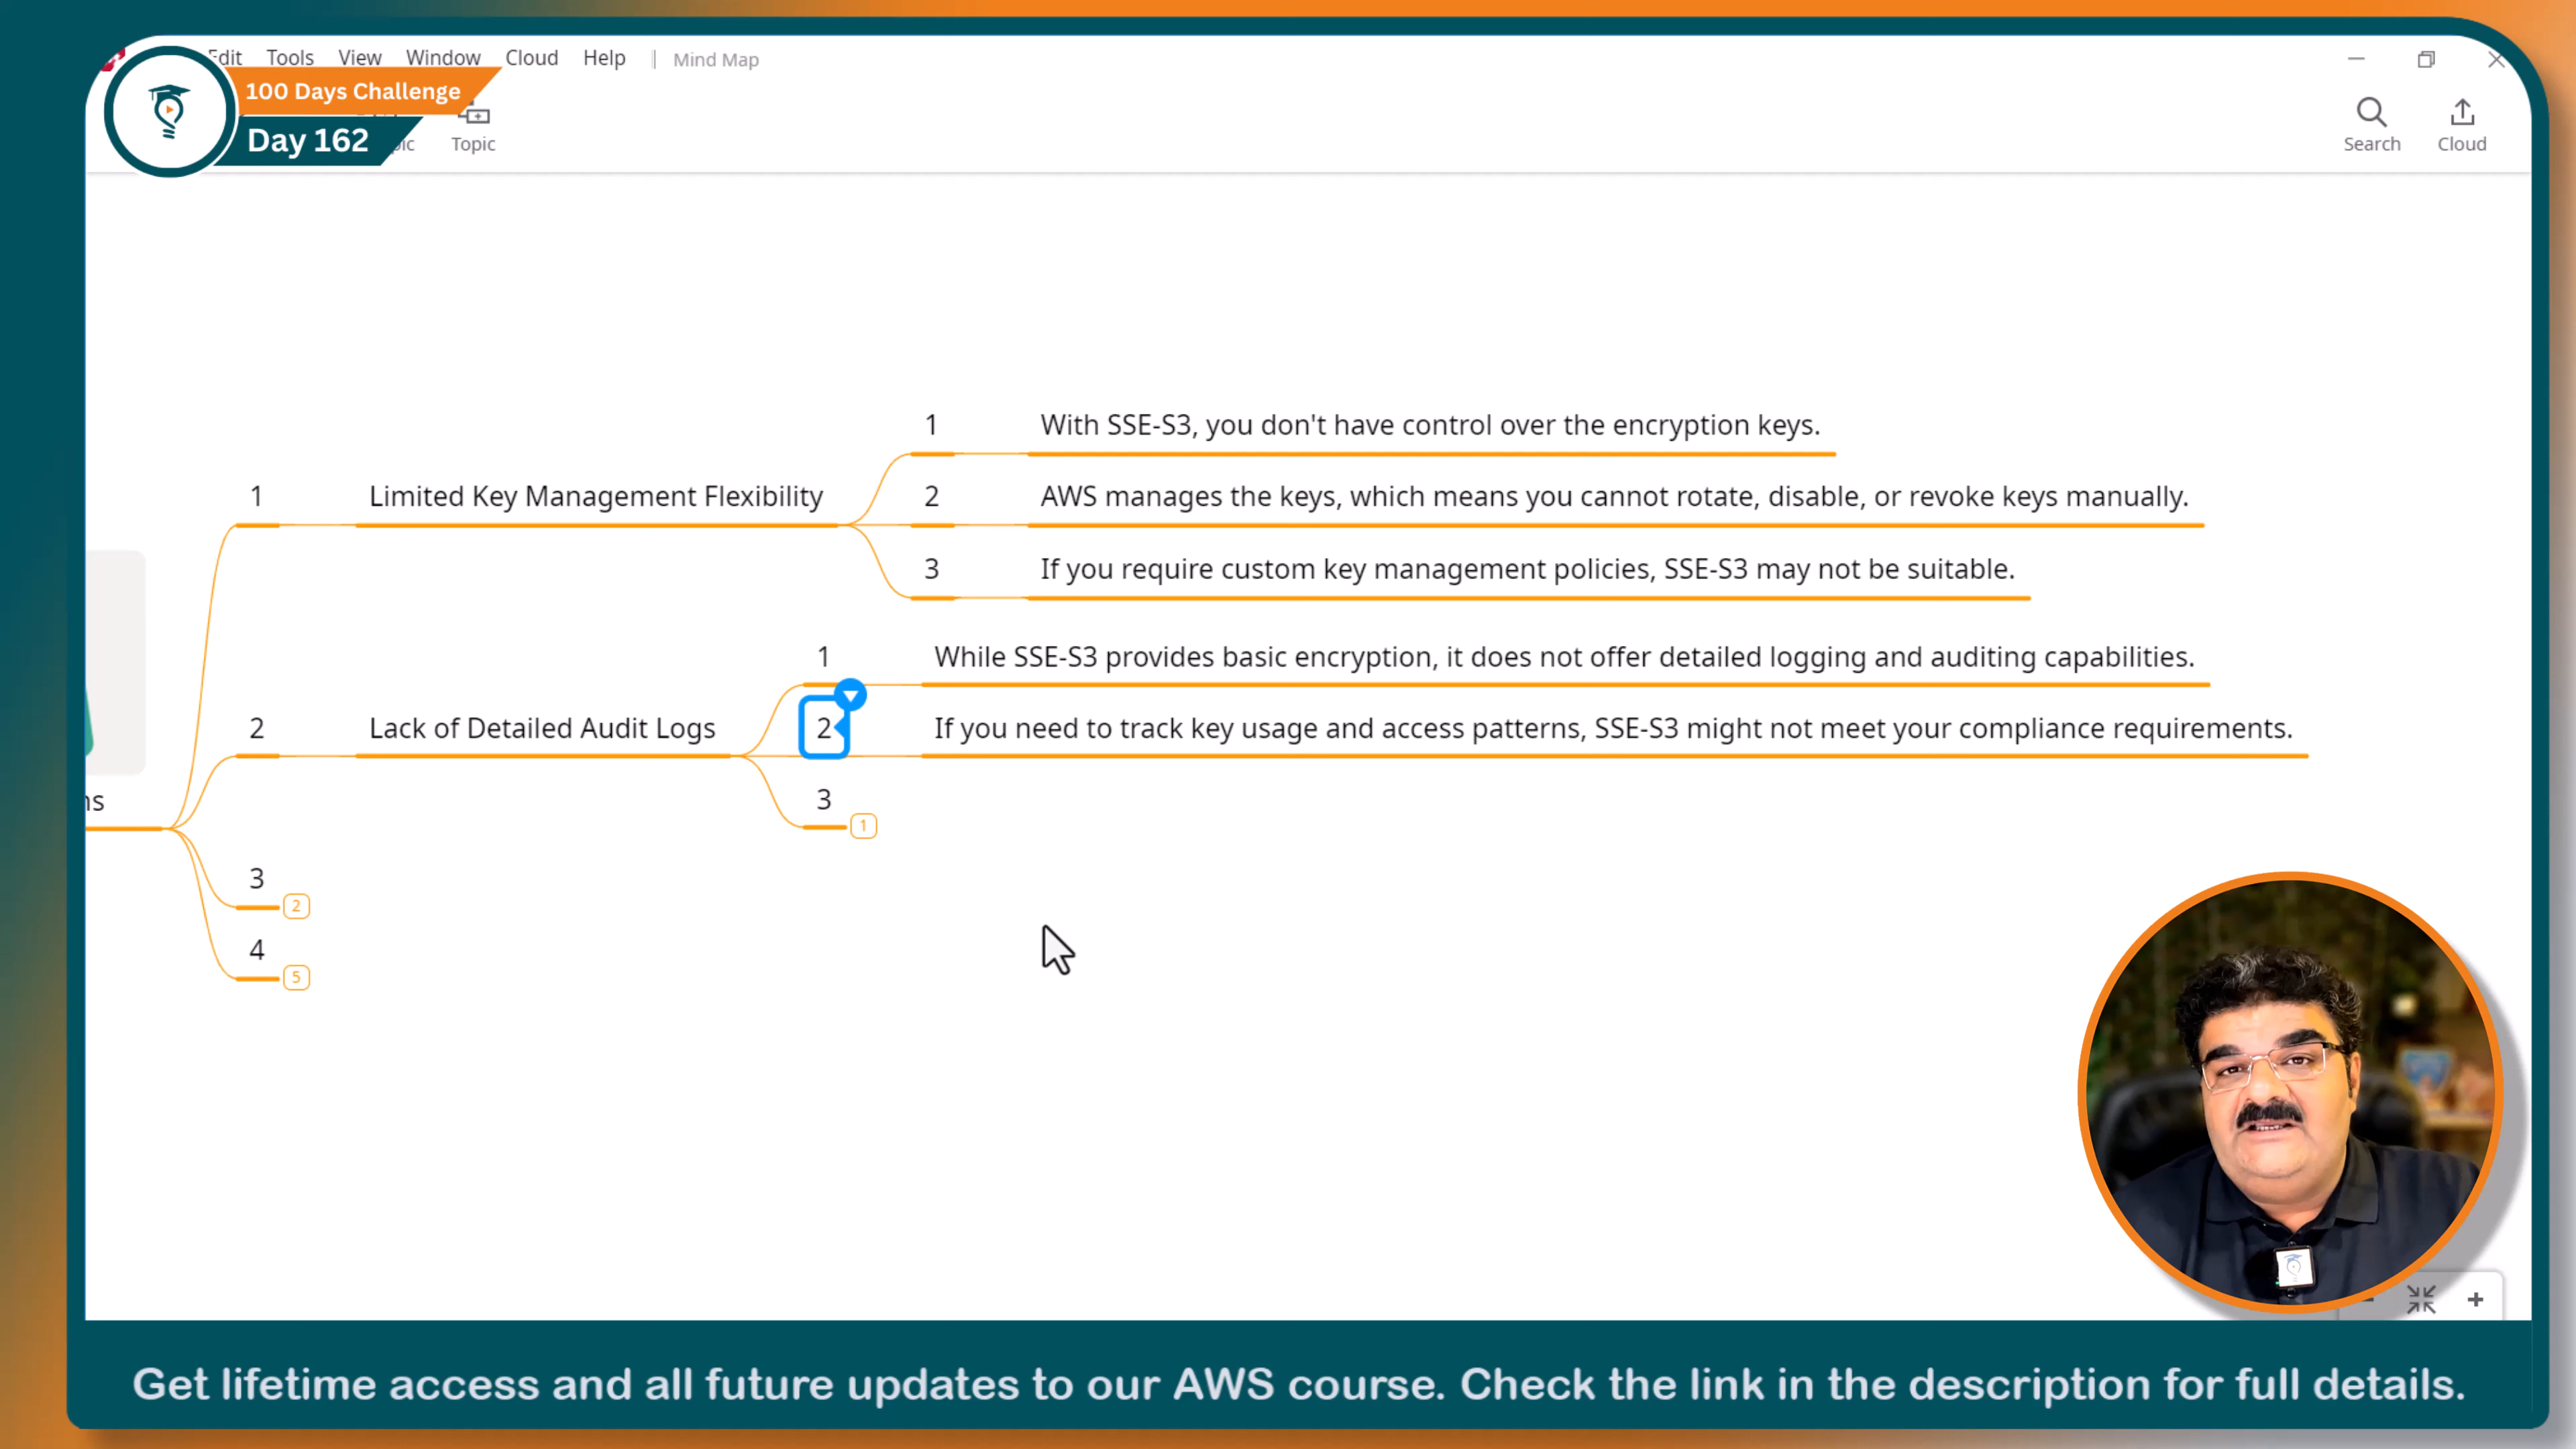 Edit Tools View Window Cloud Help | Mind Map
100 Days Challenge
Day 162
Topic
Search
Cloud
1 With SSE-S3, you don't have control over the encryption keys.
1 Limited Key Management Flexibility
2 AWS manages the keys, which means you cannot rotate, disable, or revoke keys manually.
3 If you require custom key management policies, SSE-S3 may not be suitable.
1 While SSE-S3 provides basic encryption, it does not offer detailed logging and auditing capabilities.
2 Lack of Detailed Audit Logs
2 If you need to track key usage and access patterns, SSE-S3 might not meet your compliance requirements.
3 1
3 2
4 5
Get lifetime access and all future updates to our AWS course. Check the link in the description for full details.